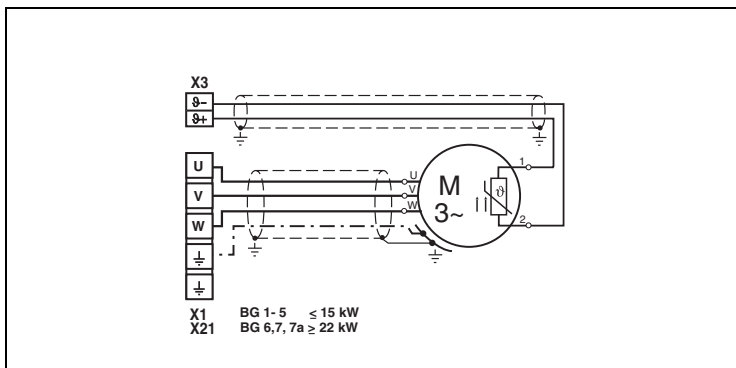 X3
ϑ–
ϑ+
1
U
U
V
V
M
3~
ϑ
W
W
2
X1 BG 1- 5 ≤ 15 kW
X21 BG 6,7, 7a ≥ 22 kW